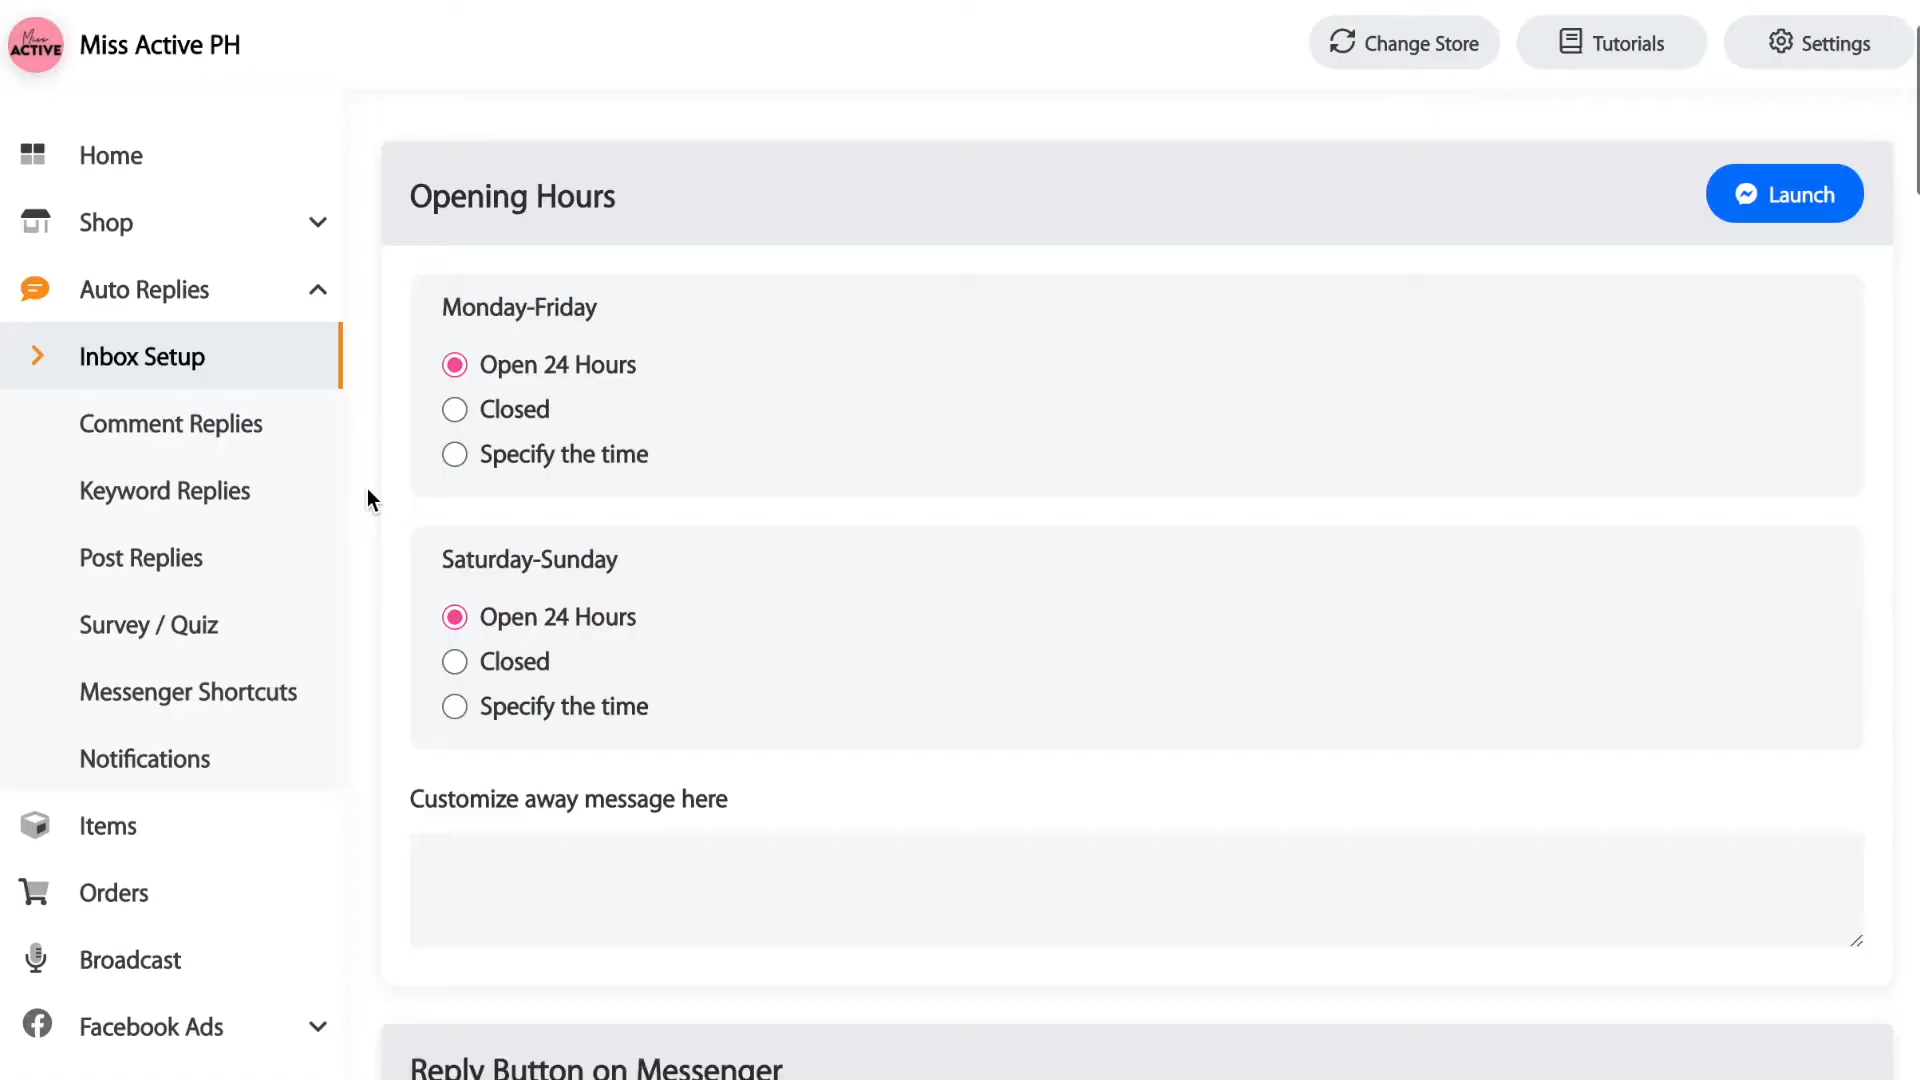 Miss
ACTIVE
Miss Active PH
Change Store
Tutorials
Settings
Home
Shop
Auto Replies
Inbox Setup
Comment Replies
Keyword Replies
Post Replies
Survey / Quiz
Messenger Shortcuts
Notifications
Items
Orders
Broadcast
Facebook Ads
Opening Hours
Launch
Monday-Friday
Open 24 Hours
Closed
Specify the time
Saturday-Sunday
Open 24 Hours
Closed
Specify the time
Customize away message here
Reply Button on Messenger